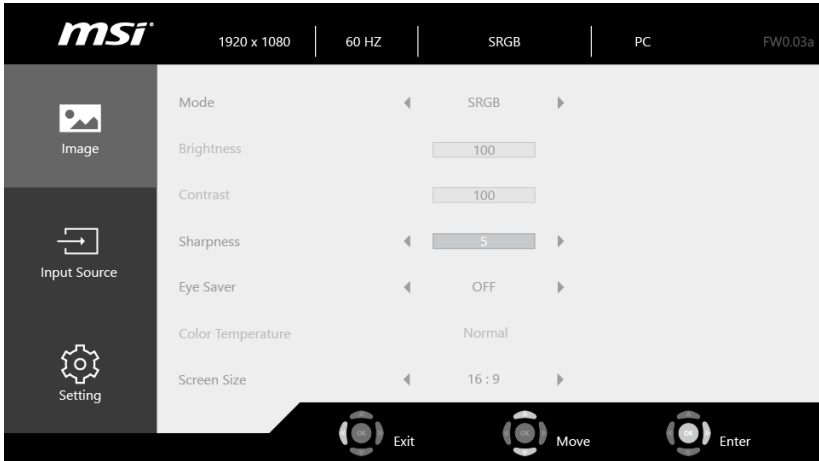 msi
1920 x 1080 60 HZ SRGB PC FW0.03a
Image
Input Source
Setting
Mode SRGB
Brightness 100
Contrast 100
Sharpness 5
Eye Saver OFF
Color Temperature Normal
Screen Size 16 : 9
OK Exit OK Move OK Enter